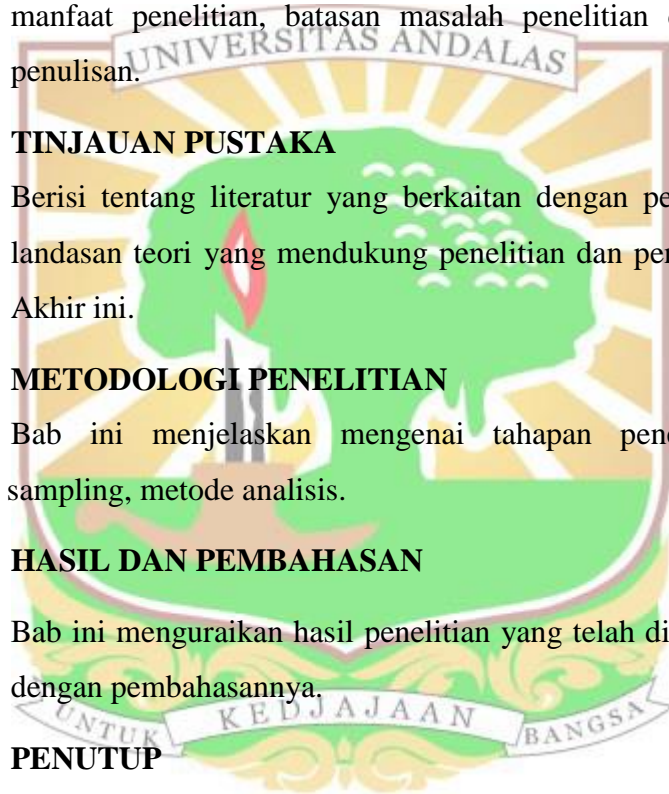 manfaat penelitian, batasan masalah penelitian
UNIVERSITAS ANDALAS
penulisan.
TINJAUAN PUSTAKA
Berisi tentang literatur yang berkaitan dengan
landasan teori yang mendukung penelitian dan
Akhir ini.
METODOLOGI PENELITIAN
Bab ini menjelaskan mengenai tahapan
sampling, metode analisis.
HASIL DAN PEMBAHASAN
Bab ini menguraikan hasil penelitian yang telah
dengan pembahasannya.
UNTUK KEDJAJAAN BANGSA
PENUTUP